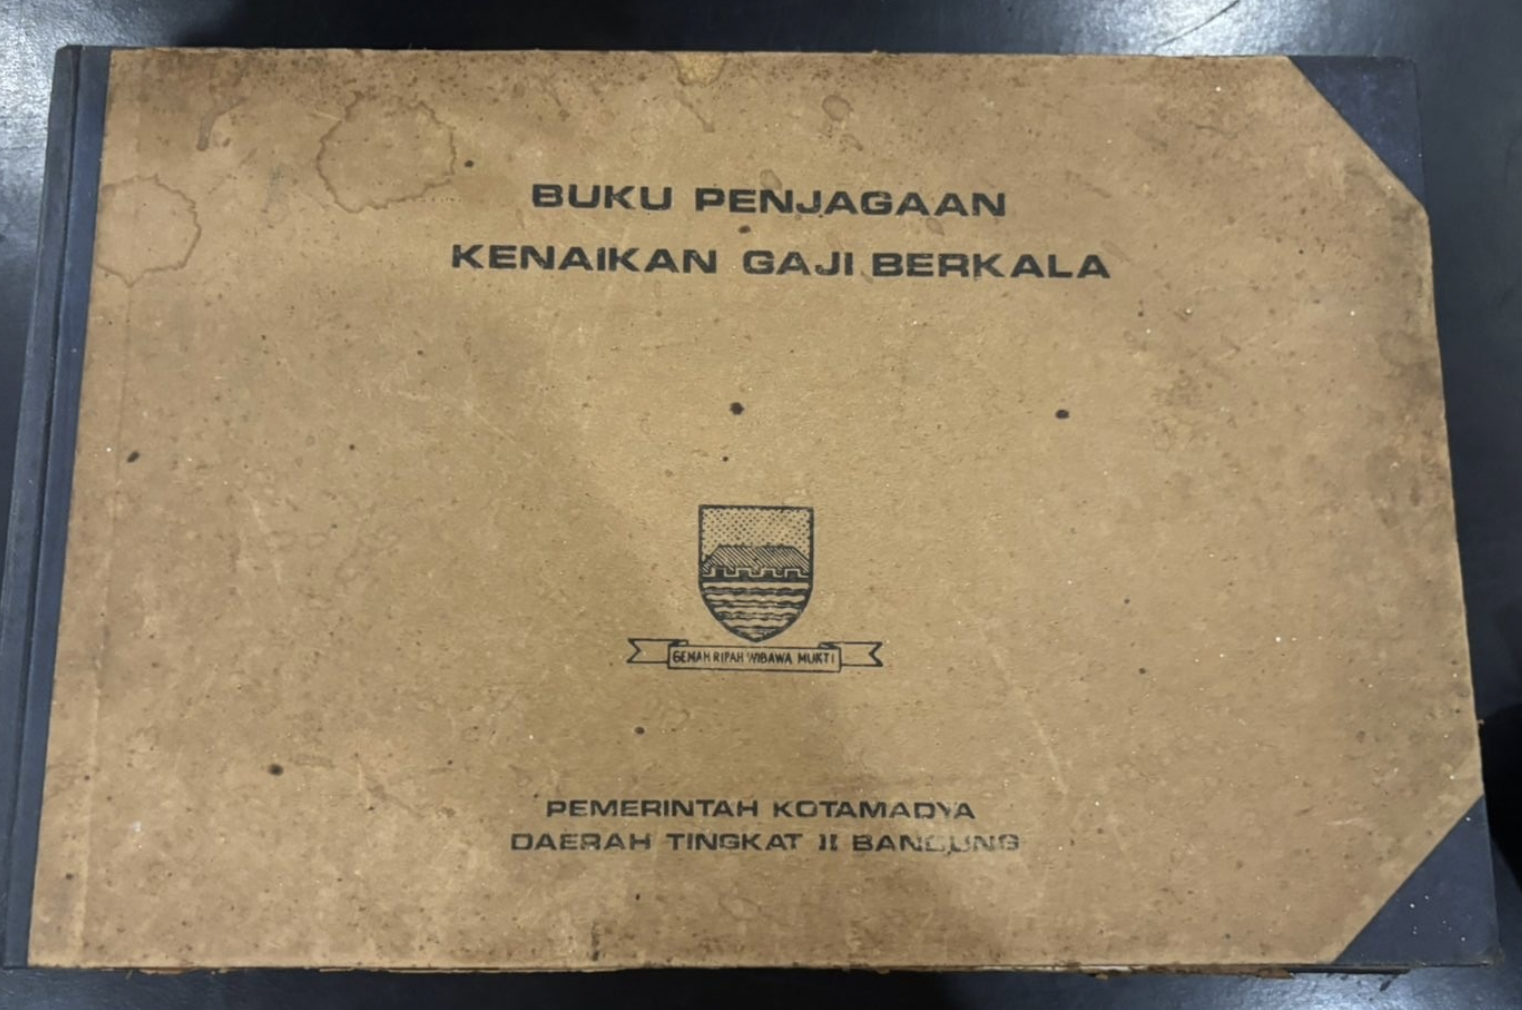 BUKU PENJAGAAN
KENAIKAN GAJI BERKALA
GEMAH RIPAH WIBAWA MUKTI
PEMERINTAH KOTAMADYA
DAERAH TINGKAT II BANDUNG